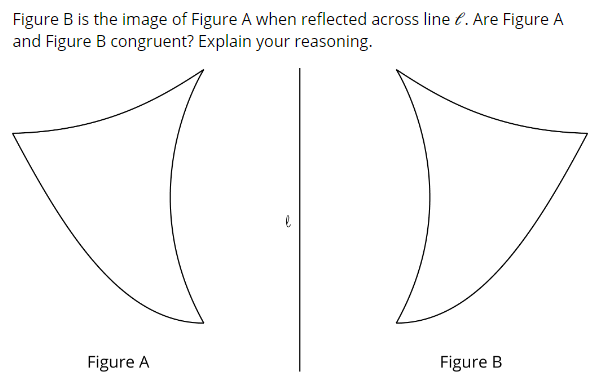 Figure B is the image of Figure A when reflected across line ℓ. Are Figure A
and Figure B congruent? Explain your reasoning.
ℓ
Figure A
Figure B